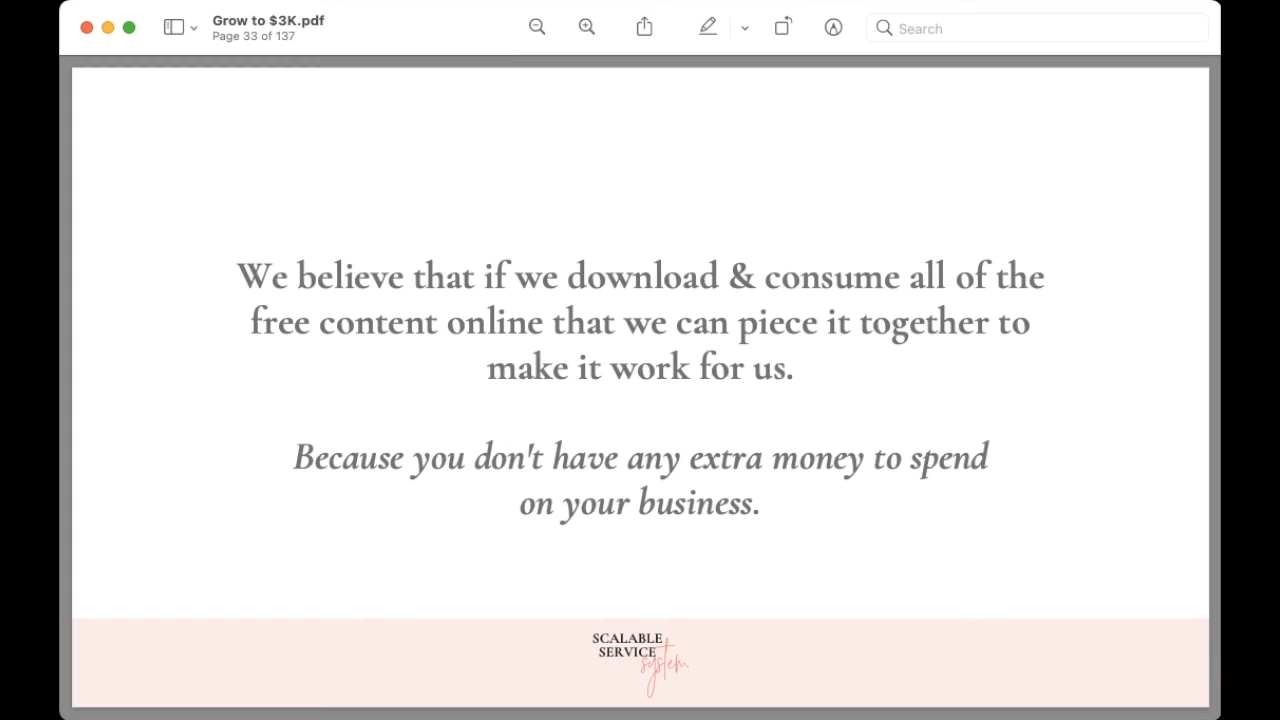 Grow to $3K.pdf
Page 33 of 137
Search
We believe that if we download & consume all of the
free content online that we can piece it together to
make it work for us.
Because you don't have any extra money to spend
on your business.
SCALABLE
SERVICE
system